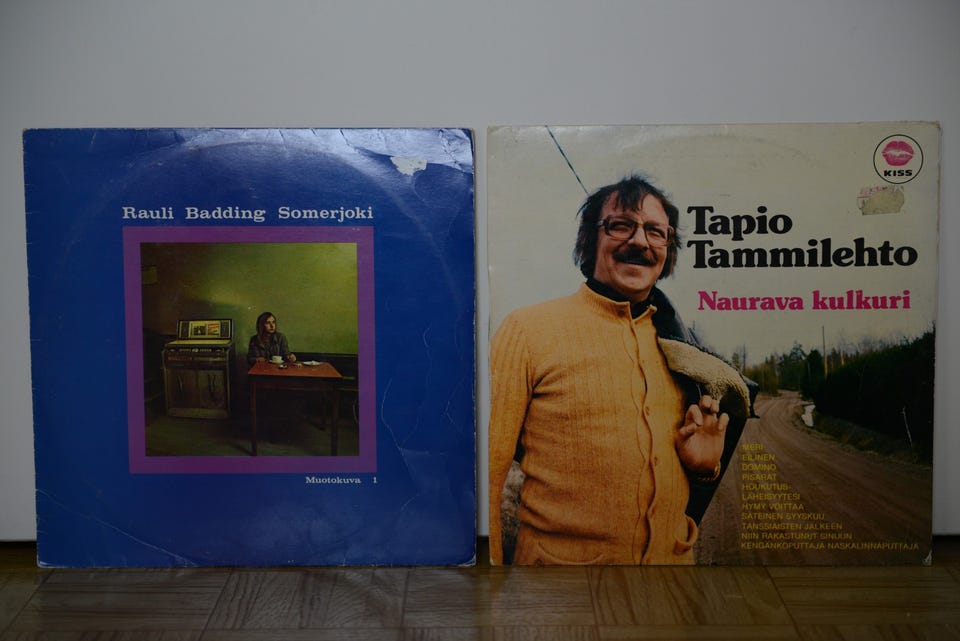 Rauli Badding Somerjoki
Muotokuva 1
KISS
Tapio
Tammilehto
Naurava kulkuri
MERI
EILINEN
DOMINO
PISARAT
HOUKUTUS-
LÄHEISYYTESI
HYMY VOITTAA
SATEINEN SYYSKUU
TANSSIAISTEN JÄLKEEN
NIIN RAKASTUNUT SINUUN
KENGÄNKOPUTTAJA NASKALINNAPUTTAJA